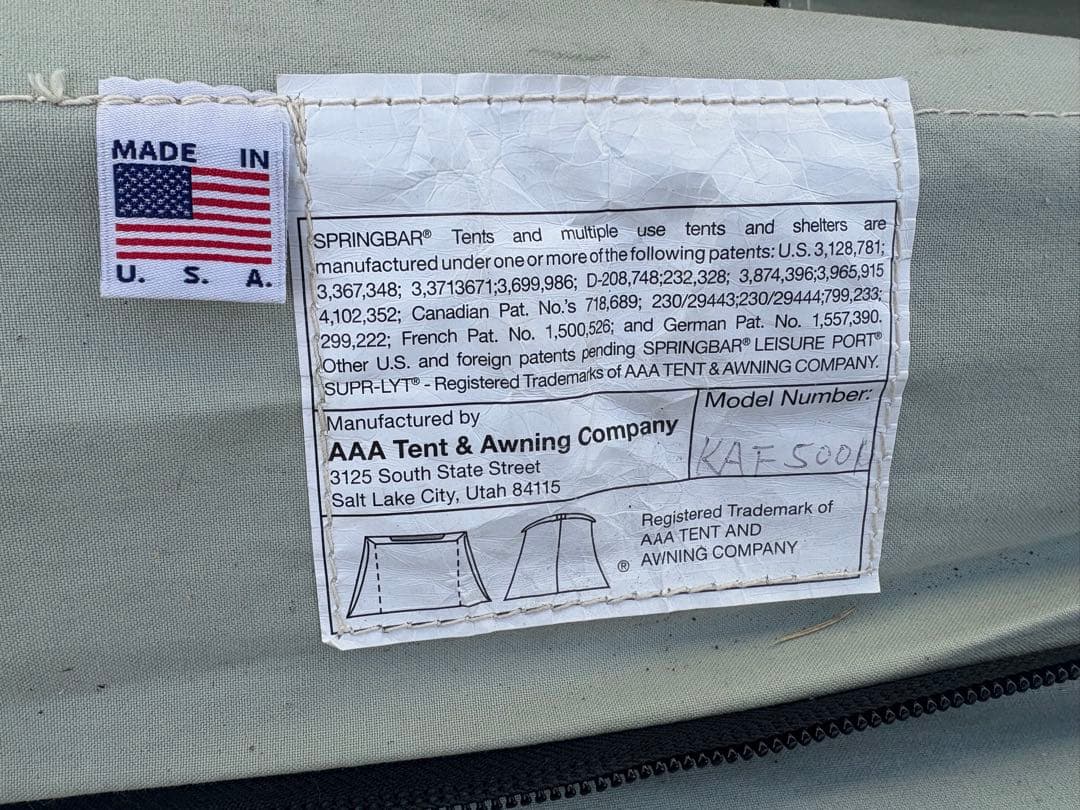 MADE IN
U. S. A.
SPRINGBAR® Tents and multiple use tents and shelters are
manufactured under one or more of the following patents: U.S. 3,128,781;
3,367,348; 3,3713671;3,699,986; D-208,748;232,328; 3,874,396;3,965,915
4,102,352; Canadian Pat. No.'s 718,689; 230/29443;230/29444;799,233;
299,222; French Pat. No. 1,500,526; and German Pat. No. 1,557,390.
Other U.S. and foreign patents pending SPRINGBAR® LEISURE PORT®
SUPR-LYT® - Registered Trademarks of AAA TENT & AWNING COMPANY.
Manufactured by
AAA Tent & Awning Company
3125 South State Street
Salt Lake City, Utah 84115
Model Number:
KAF
® Registered Trademark of
AAA TENT AND
AWNING COMPANY